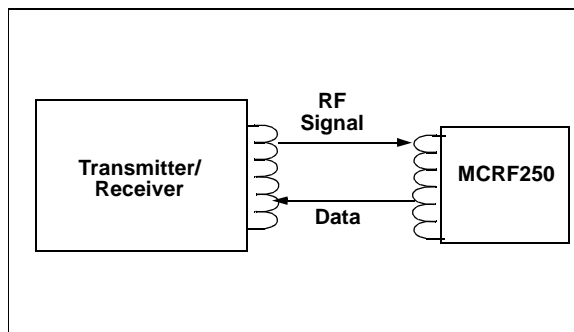 RF
Signal
Transmitter/
Receiver
MCRF250
Data